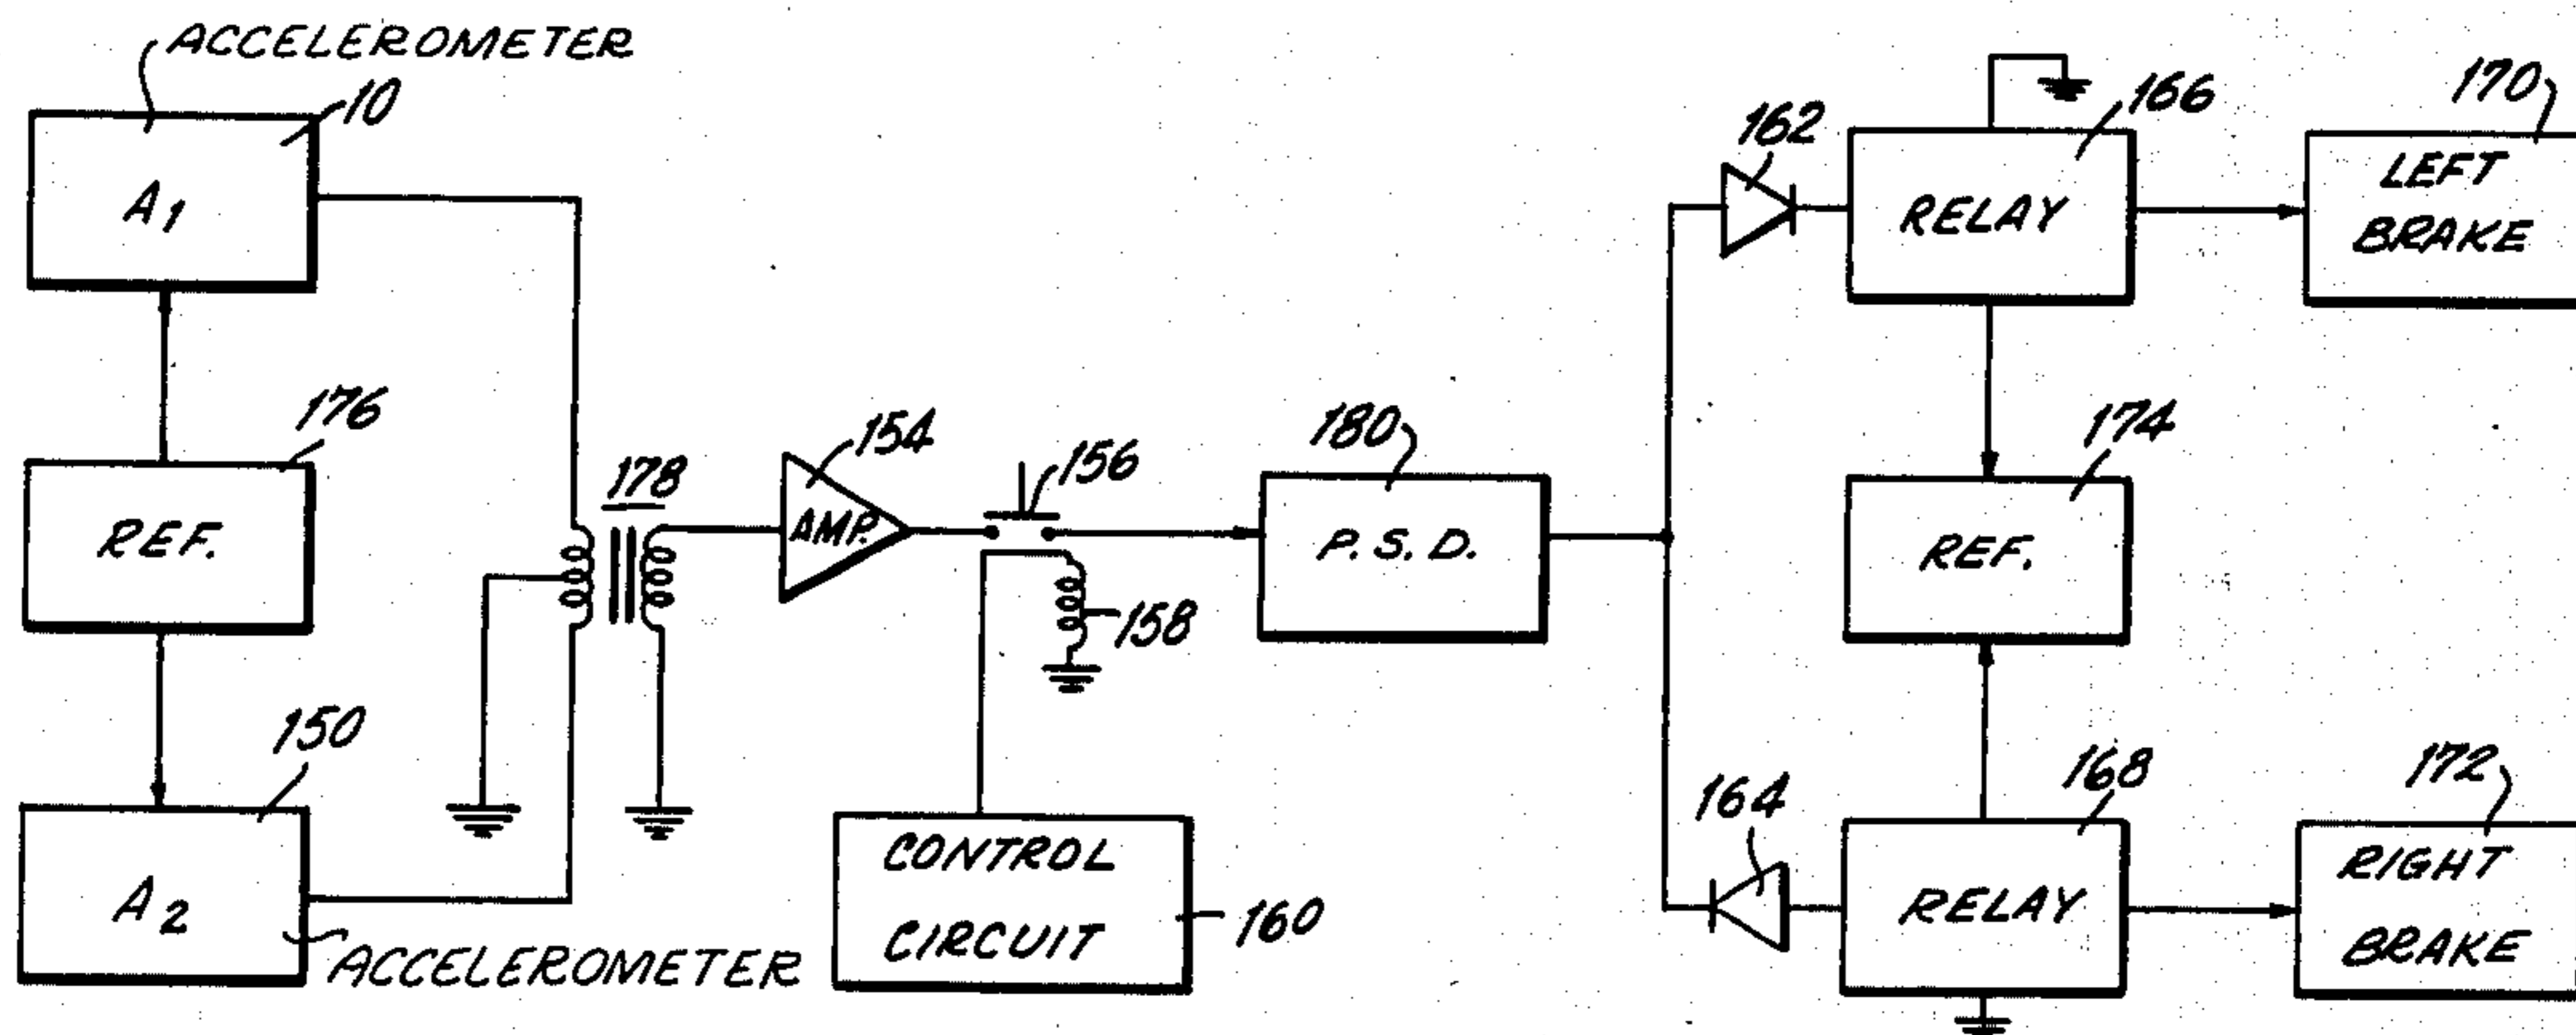 ACCELEROMETER
10
A1
176
REF.
150
A2
ACCELEROMETER
178
154
AMP.
156
158
CONTROL
CIRCUIT
160
180
P. S. D.
162
166
RELAY
170
LEFT
BRAKE
174
REF.
164
168
RELAY
172
RIGHT
BRAKE